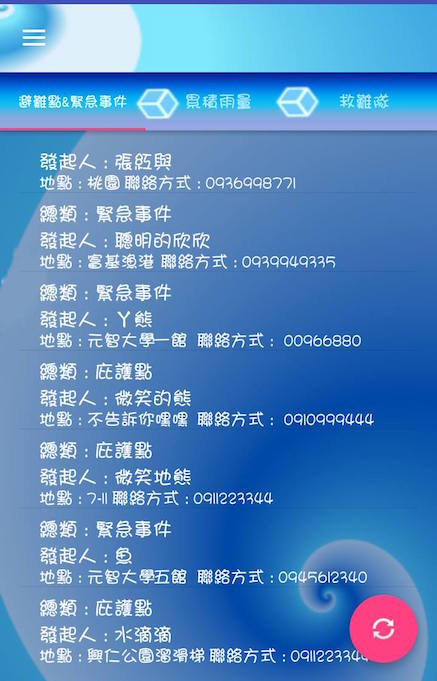 避難點&緊急事件
累積雨量
救難隊
發起人：張紅與
地點：桃園 聯絡方式：0936998771
總類：緊急事件
發起人：聰明的欣欣
地點：富基漁港 聯絡方式：0939949335
總類：緊急事件
發起人：ㄚ熊
地點：元智大學一館 聯絡方式： 00966880
總類：庇護點
發起人：微笑的熊
地點：不告訴你嘿嘿 聯絡方式： 0910999444
總類：庇護點
發起人：微笑地熊
地點：7-11 聯絡方式：0911223344
總類：緊急事件
發起人：魚
地點：元智大學五館 聯絡方式：0945612340
總類：庇護點
發起人：水滴滴
地點：興仁公園溜滑梯 聯絡方式：0911223344